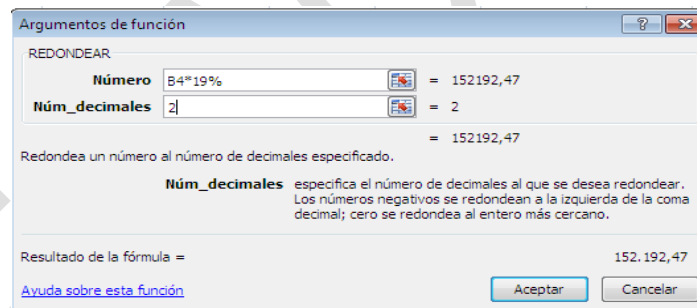 Argumentos de función
REDONDEAR
Número B4*19% = 152192,47
Núm_decimales 2 = 2
= 152192,47
Redondea un número al número de decimales especificado.
Núm_decimales especifica el número de decimales al que se desea redondear.
Los números negativos se redondean a la izquierda de la coma
decimal; cero se redondea al entero más cercano.
Resultado de la fórmula = 152.192,47
Ayuda sobre esta función Aceptar Cancelar